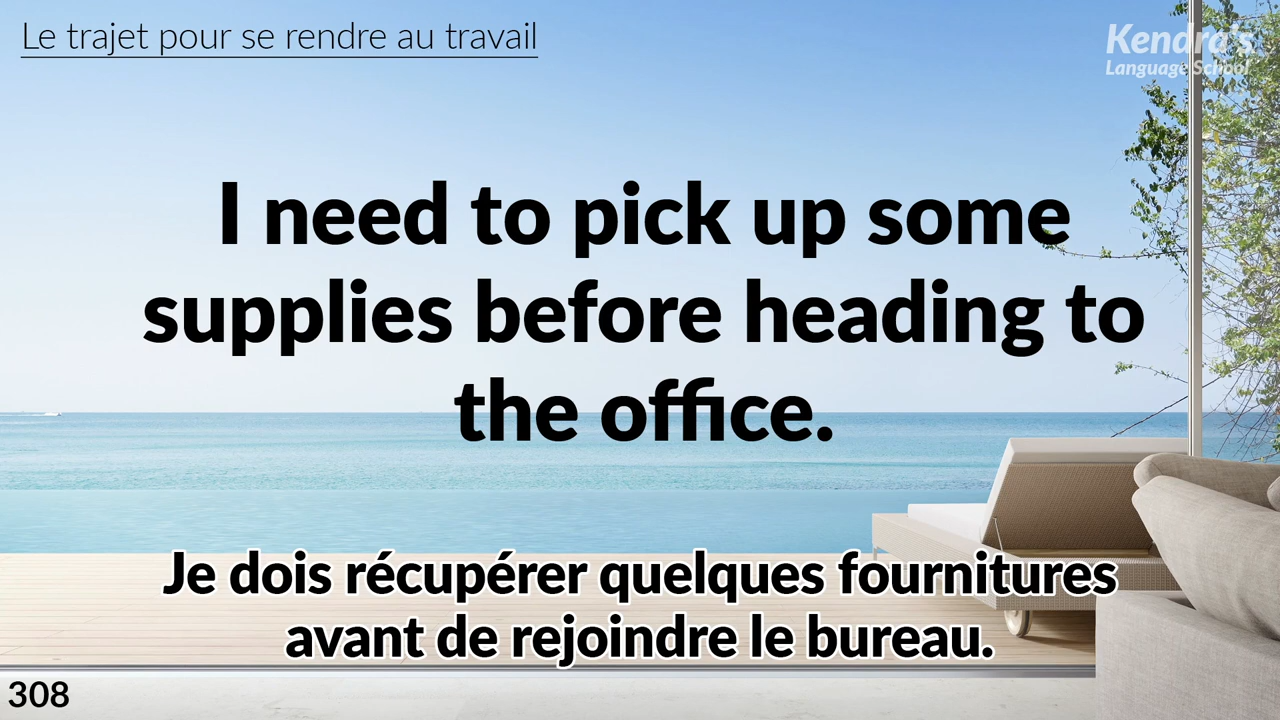 Le trajet pour se rendre au travail
Kendra's
Language School
I need to pick up some
supplies before heading to
the office.
Je dois récupérer quelques fournitures
avant de rejoindre le bureau.
308